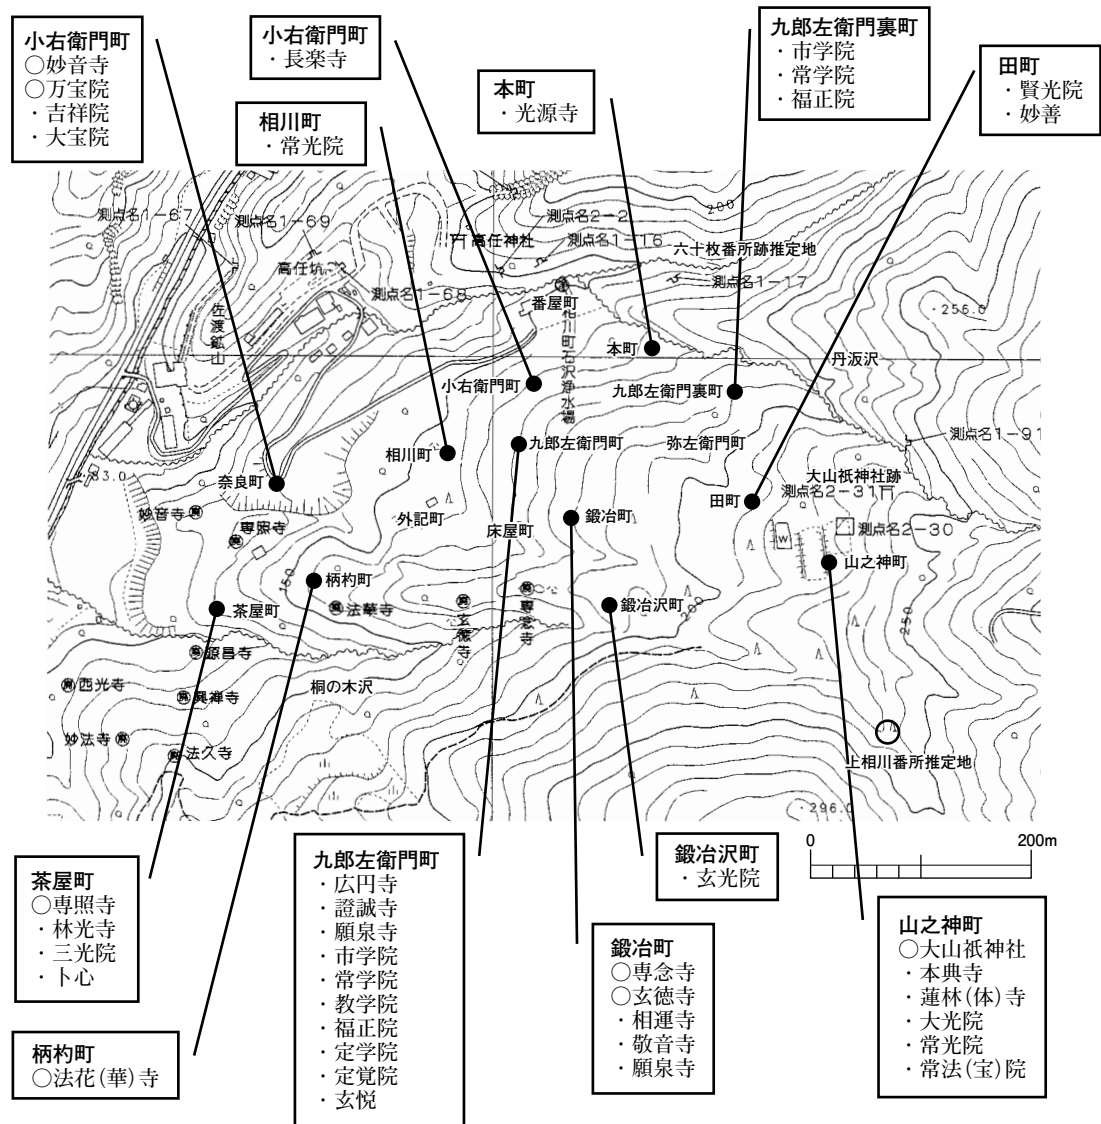 小右衛門町
○妙音寺
○万宝院
・吉祥院
・大宝院
小右衛門町
・長楽寺
相川町
・常光院
本町
・光源寺
九郎左衛門裏町
・市学院
・常学院
・福正院
田町
・賢光院
・妙善
測点名1-67
測点名1-69
高任坑
測点名1-68
佐渡鉱山
高任神社
測点名2-2
測点名1-16
200
六十枚番所跡推定地
測点名1-17
番屋町
相川町石沢浄水場
・256.0
丹波沢
本町
小右衛門町
九郎左衛門裏町
九郎左衛門町
弥左衛門町
測点名1-91
相川町
大山祇神社跡
測点名2-31
・83.0
奈良町
田町
妙音寺
専照寺
外記町
床屋町
鍛冶町
測点名2-30
W
山之神町
150
柄杓町
法華寺
玄徳寺
専念寺
鍛冶沢町
茶屋町
200
250
源昌寺
西光寺
興禅寺
桐の木沢
妙法寺
法久寺
上相川番所推定地
・296.0
0
200m
茶屋町
○専照寺
・林光寺
・三光院
・卜心
柄杓町
○法花(華)寺
九郎左衛門町
・広円寺
・證誠寺
・願泉寺
・市学院
・常学院
・教学院
・福正院
・定学院
・定覚院
・玄悦
鍛冶町
○専念寺
○玄徳寺
・相運寺
・敬音寺
・願泉寺
鍛冶沢町
・玄光院
山之神町
○大山祇神社
・本典寺
・蓮林(体)寺
・大光院
・常光院
・常法(宝)院